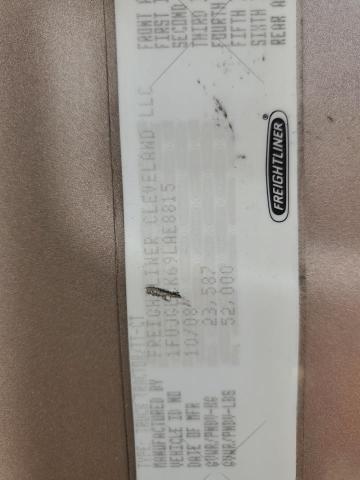 MANUFACTURED BY FREIGHTLINER CLEVELAND LLC
VEHICLE ID NO
DATE OF MFR 10/08
GVWR/PNBV-KG 23,587
GVWR/PNBV-LBS 52,000
FRONT
FIRST
SECOND
THIRD
FOURTH
FIFTH
SIXTH
REAR
FREIGHTLINER
®